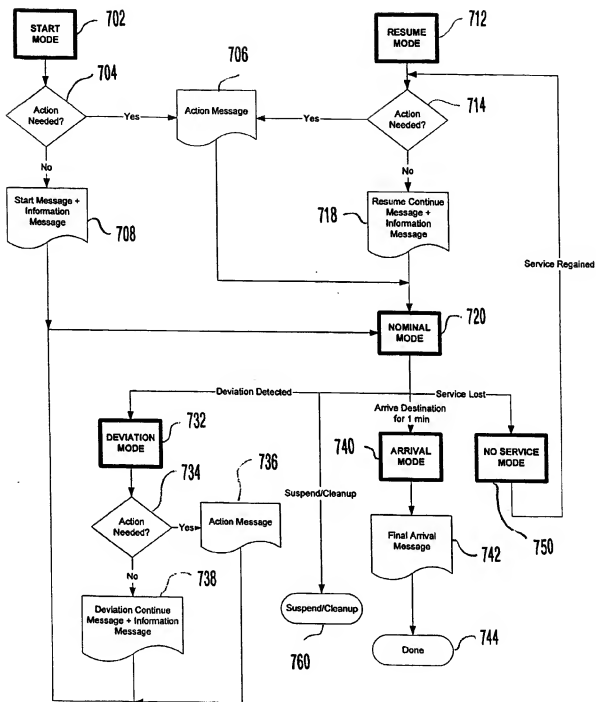 START
MODE
702
RESUME
MODE
712
704
706
Action
Needed?
Yes
Action Message
Yes
Action
Needed?
714
No
No
Start Message +
Information
Message
708
718
Resume Continue
Message +
Information
Message
Service Regained
NOMINAL
MODE
720
Deviation Detected
Service Lost
Arrive Destination
for 1 min
DEVIATION
MODE
732
740
ARRIVAL
MODE
NO SERVICE
MODE
750
734
736
Action
Needed?
Yes
Action Message
Suspend/Cleanup
Final Arrival
Message
742
No
738
Deviation Continue
Message + Information
Message
Suspend/Cleanup
760
Done
744